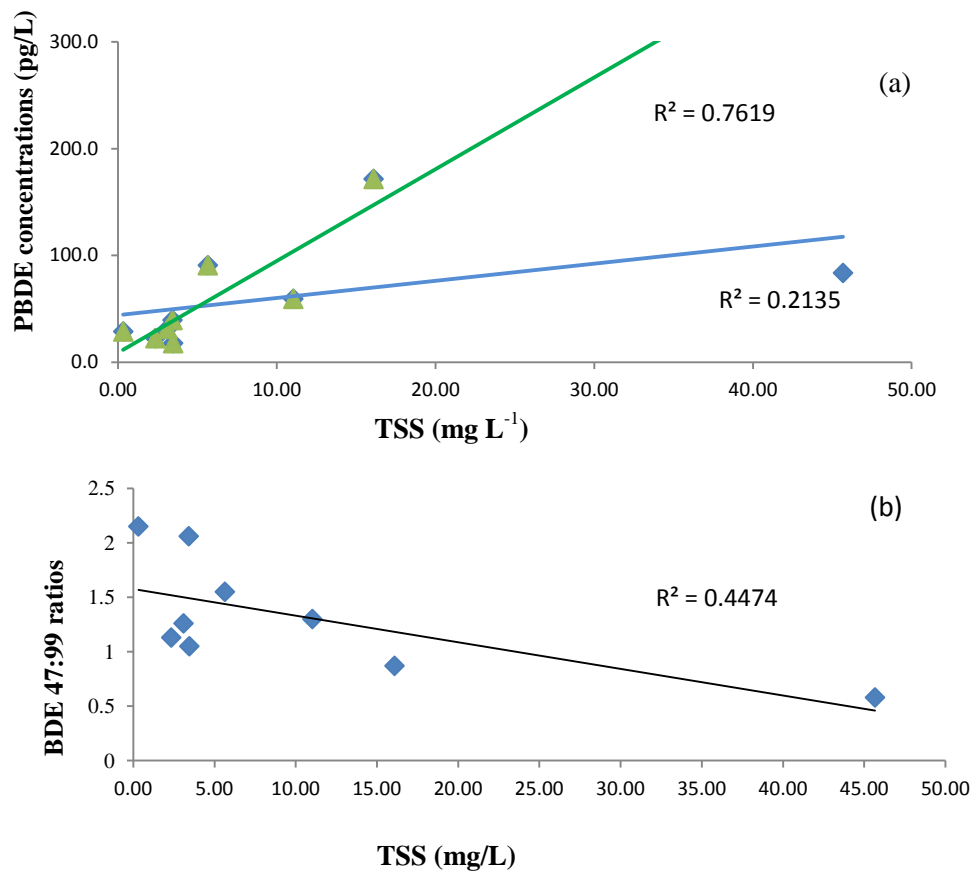 PBDE concentrations (pg/L)
300.0
200.0
100.0
0.0
(a)
R² = 0.7619
R² = 0.2135
0.00 10.00 20.00 30.00 40.00 50.00
TSS (mg L⁻¹)
BDE 47:99 ratios
2.5
2
1.5
1
0.5
0
(b)
R² = 0.4474
0.00 5.00 10.00 15.00 20.00 25.00 30.00 35.00 40.00 45.00 50.00
TSS (mg/L)